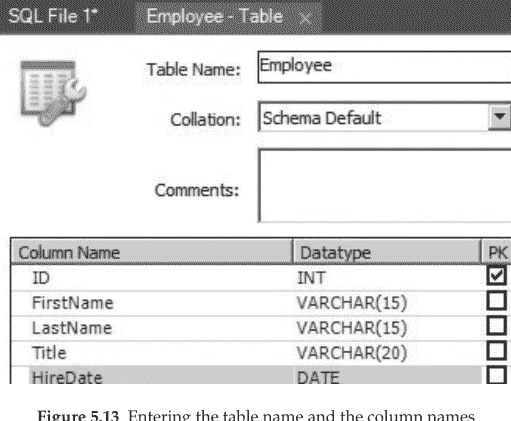 SQL File 1* Employee - Table ×
Table Name: Employee
Collation: Schema Default
Comments:
Column Name Datatype PK
ID INT
FirstName VARCHAR(15)
LastName VARCHAR(15)
Title VARCHAR(20)
HireDate DATE
Figure 5.13 Entering the table name and the column names